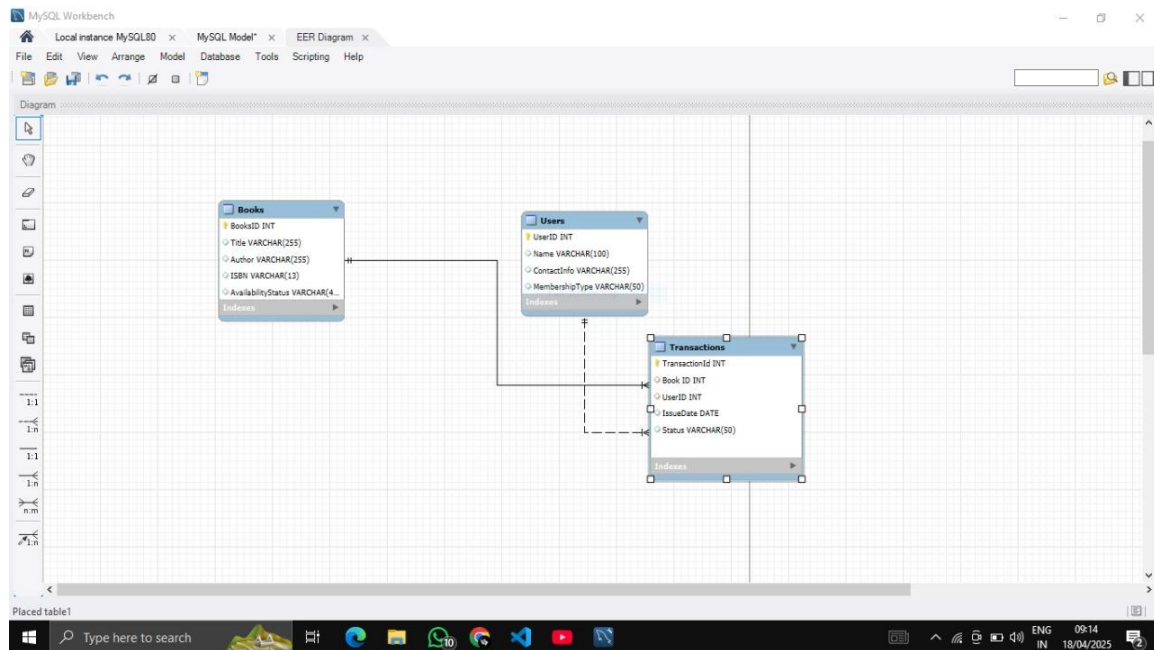 MySQL Workbench
Local instance MySQL80 × MySQL Model* × EER Diagram ×
File Edit View Arrange Model Database Tools Scripting Help
Diagram
Books
BooksID INT
Title VARCHAR(255)
Author VARCHAR(255)
ISBN VARCHAR(13)
AvailabilityStatus VARCHAR(4...
Indexes
Users
UserID INT
Name VARCHAR(100)
ContactInfo VARCHAR(255)
MembershipType VARCHAR(50)
Indexes
Transactions
TransactionId INT
Book ID INT
UserID INT
IssueDate DATE
Status VARCHAR(50)
Indexes
1:1
1:n
1:1
1:n
n:m
1:n
Placed table1
Type here to search
10
ENG
IN
09:14
18/04/2025
2